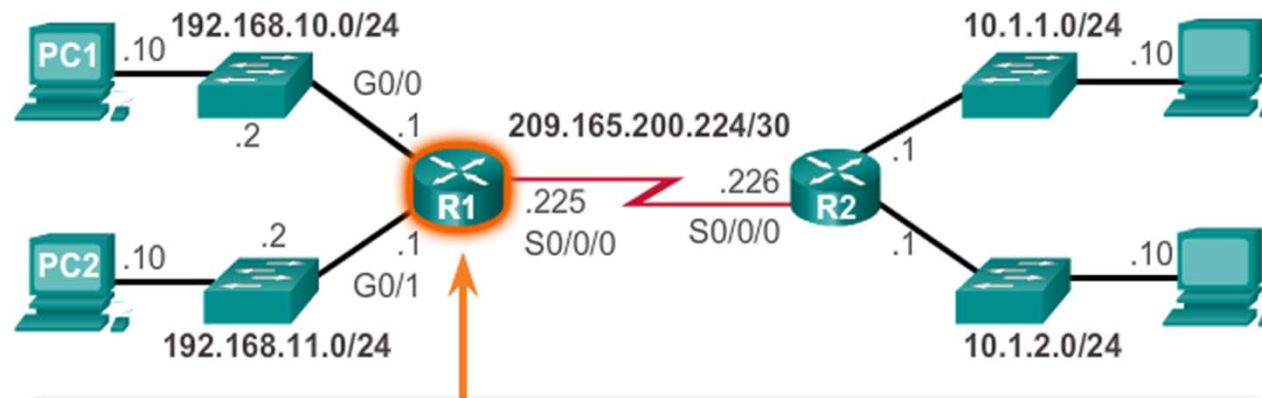 192.168.10.0/24
PC1
.10
G0/0
.2
.1
209.165.200.224/30
R1
.225
S0/0/0
.226
S0/0/0
R2
10.1.1.0/24
.10
.1
PC2
.10
.2
.1
G0/1
192.168.11.0/24
.1
.10
10.1.2.0/24